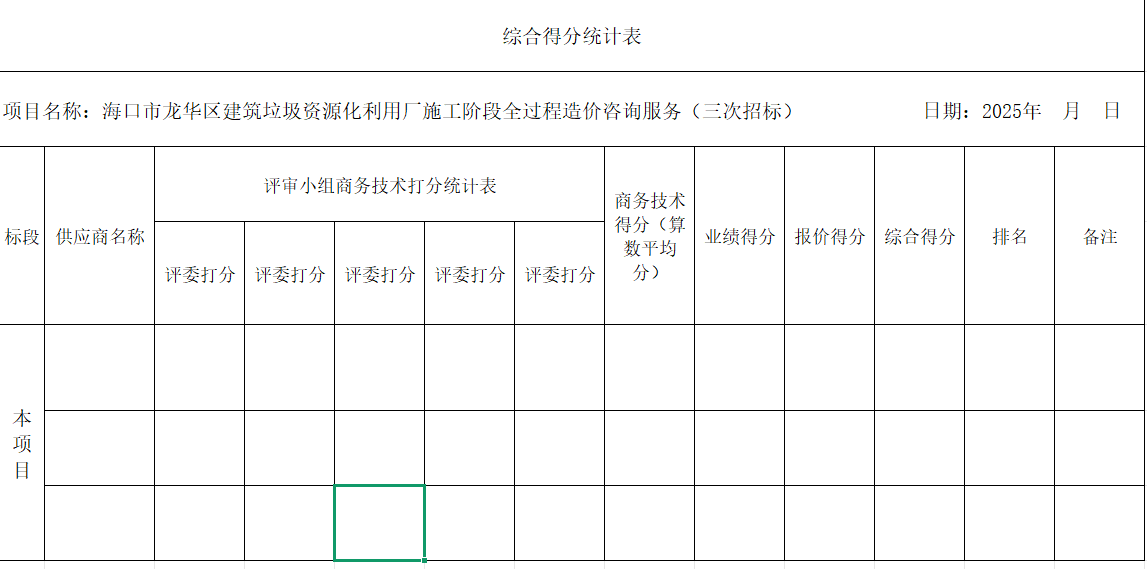 综合得分统计表
项目名称：海口市龙华区建筑垃圾资源化利用厂施工阶段全过程造价咨询服务（三次招标） 日期：2025年 月 日
标段
供应商名称
评审小组商务技术打分统计表
评委打分
评委打分
评委打分
评委打分
评委打分
商务技术
得分（算
数平均
分）
业绩得分
报价得分
综合得分
排名
备注
本
项
目